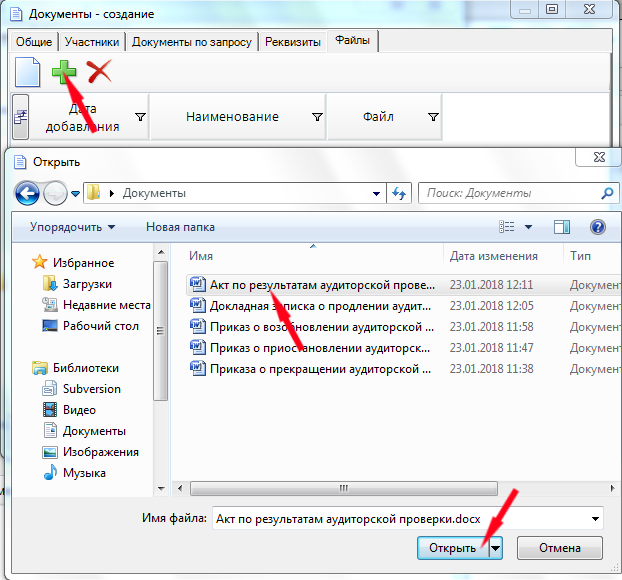 Документы - создание
Общие Участники Документы по запросу Реквизиты Файлы
Дата добавления Наименование Файл
Открыть
Документы Поиск: Документы
Упорядочить Новая папка
Имя Дата изменения Тип
Избранное
Загрузки
Недавние места
Рабочий стол
Библиотеки
Subversion
Видео
Документы
Изображения
Музыка
Акт по результатам аудиторской прове... 23.01.2018 12:11 Документ
Докладная записка о продлении аудит... 23.01.2018 12:05 Документ
Приказ о возобновлении аудиторской ... 23.01.2018 11:58 Документ
Приказ о приостановлении аудиторск... 23.01.2018 11:47 Документ
Приказа о прекращении аудиторской ... 23.01.2018 11:38 Документ
Имя файла: Акт по результатам аудиторской проверки.docx
Открыть Отмена